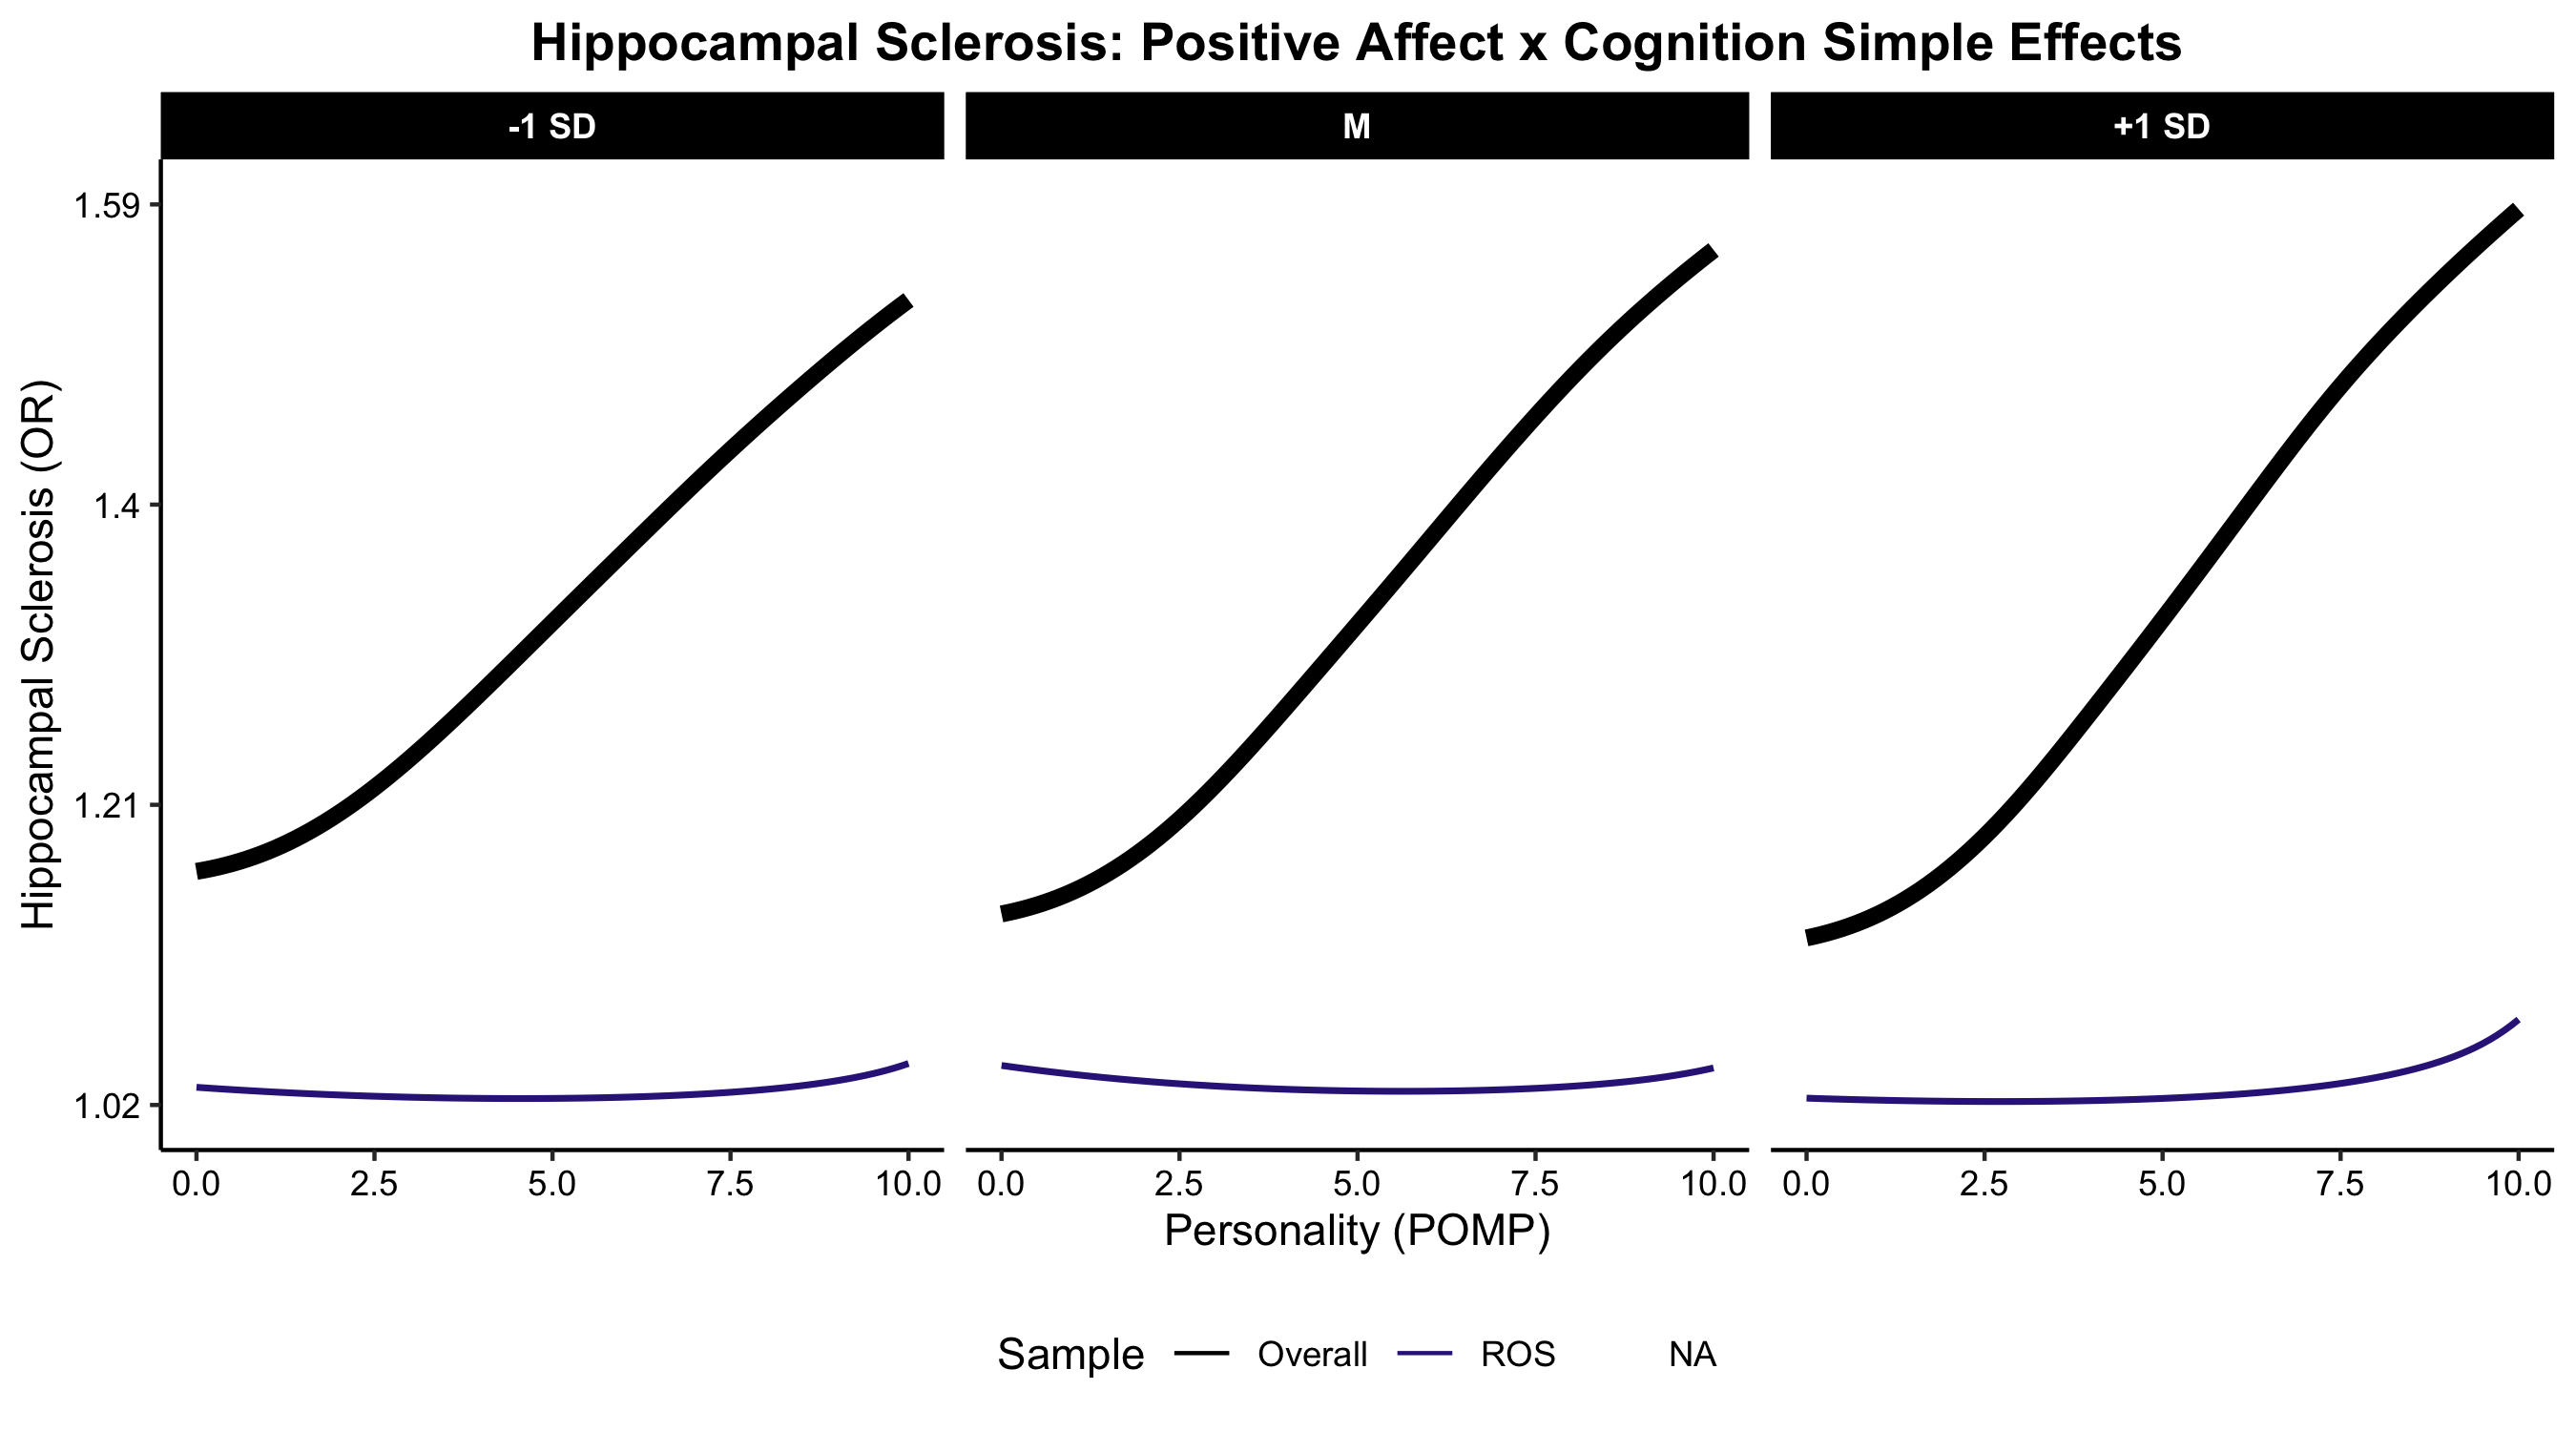 Hippocampal Sclerosis: Positive Affect x Cognition Simple Effects
-1 SD
M
+1 SD
Hippocampal Sclerosis (OR)
1.59
1.4
1.21
1.02
0.0 2.5 5.0 7.5 10.0
0.0 2.5 5.0 7.5 10.0
0.0 2.5 5.0 7.5 10.0
Personality (POMP)
Sample Overall ROS NA